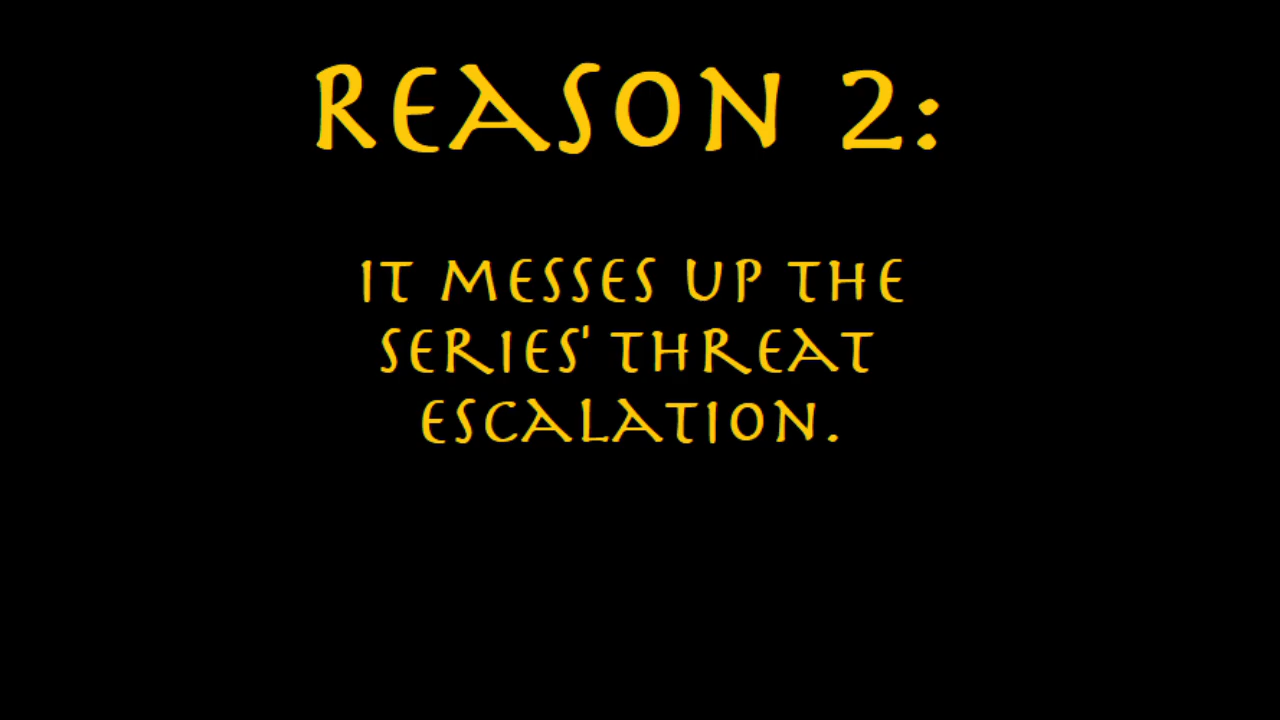 REASON 2:
IT MESSES UP THE
SERIES' THREAT
ESCALATION.